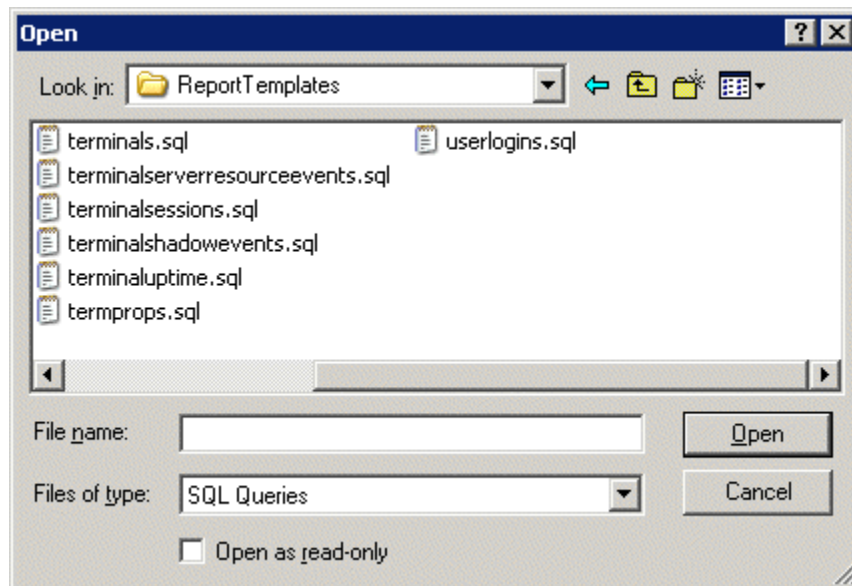 Open
Look in: ReportTemplates
terminals.sql
terminalserverresourceevents.sql
terminalsessions.sql
terminalshadowevents.sql
terminaluptime.sql
termprops.sql
userlogins.sql
File name:
Open
Files of type: SQL Queries
Cancel
Open as read-only